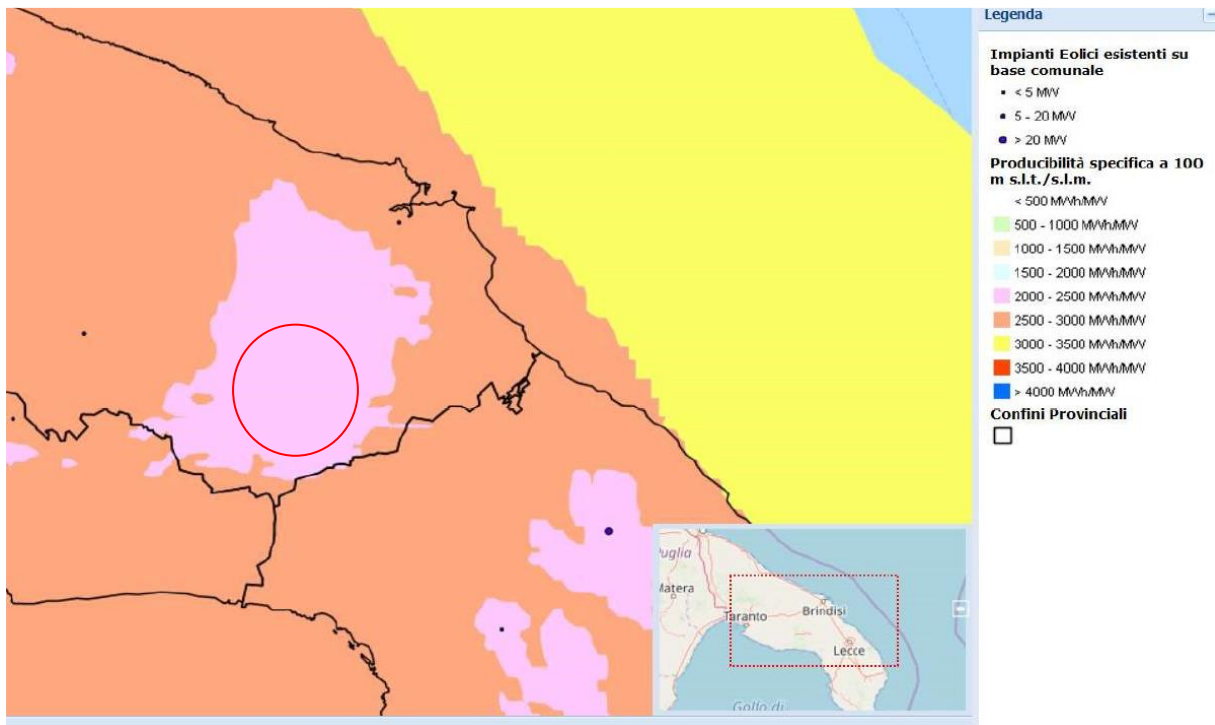 Legenda
Impianti Eolici esistenti su
base comunale
< 5 MW
5 - 20 MW
> 20 MW
Producibilità specifica a 100
m s.l.t./s.l.m.
< 500 MWh/MW
500 - 1000 MWh/MW
1000 - 1500 MWh/MW
1500 - 2000 MWh/MW
2000 - 2500 MWh/MW
2500 - 3000 MWh/MW
3000 - 3500 MWh/MW
3500 - 4000 MWh/MW
> 4000 MWh/MW
Confini Provinciali
Puglia
Matera
Taranto
Brindisi
Lecce
Golfo di